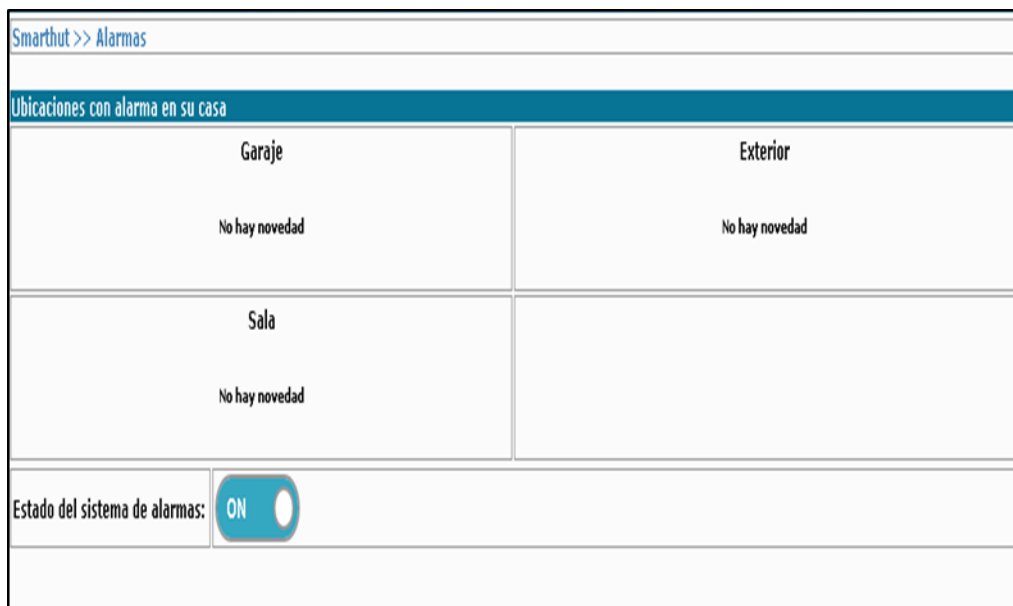 Smarthut >> Alarmas
Ubicaciones con alarma en su casa
Garaje
No hay novedad
Exterior
No hay novedad
Sala
No hay novedad
Estado del sistema de alarmas:
ON